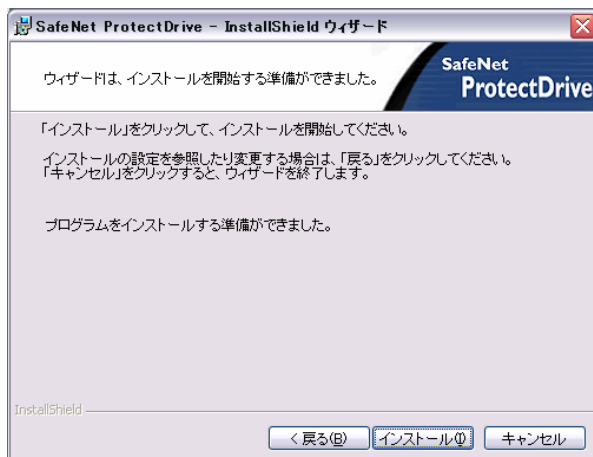 SafeNet ProtectDrive - InstallShield ウィザード
ウィザードは、インストールを開始する準備ができました。
SafeNet
ProtectDrive
「インストール」をクリックして、インストールを開始してください。
インストールの設定を参照したり変更する場合は、「戻る」をクリックしてください。
「キャンセル」をクリックすると、ウィザードを終了します。
プログラムをインストールする準備ができました。
InstallShield
< 戻る(B)
インストール(I)
キャンセル